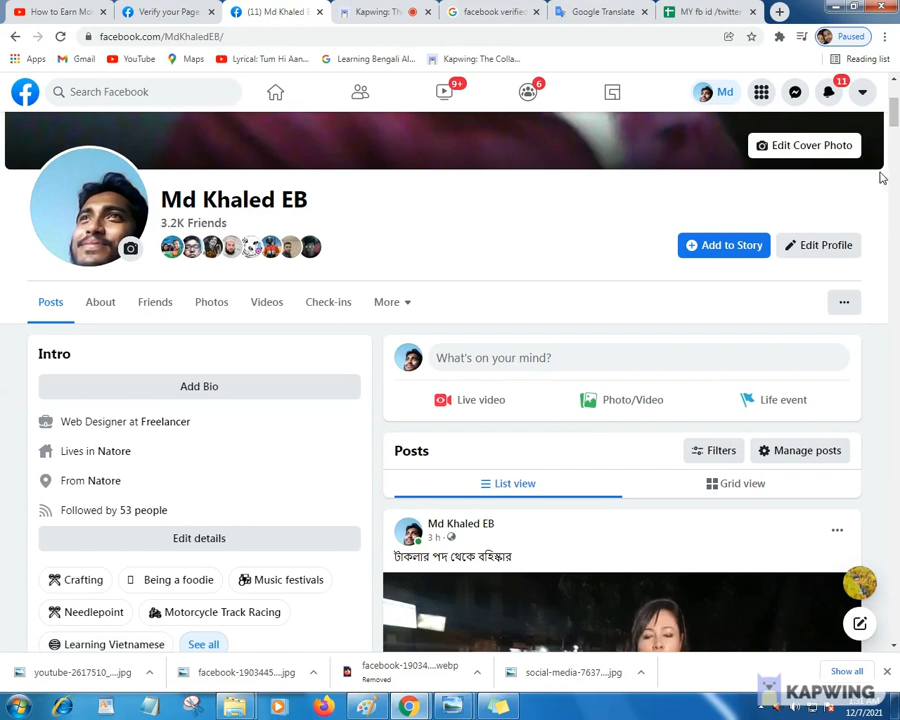 How to Earn Mo
Verify your Page
(11) Md Khaled E
Kapwing: Th
facebook verifie
Google Translate
MY fb id /twitter
facebook.com/MdKhaledEB/
Paused
Apps
Gmail
YouTube
Maps
Lyrical: Tum Hi Aan...
Learning Bengali Al...
Kapwing: The Colla...
Reading list
Search Facebook
9+
6
Md
11
Edit Cover Photo
Md Khaled EB
3.2K Friends
Add to Story
Edit Profile
Posts
About
Friends
Photos
Videos
Check-ins
More
Intro
Add Bio
Web Designer at Freelancer
Lives in Natore
From Natore
Followed by 53 people
Edit details
Crafting
Being a foodie
Music festivals
Needlepoint
Motorcycle Track Racing
Learning Vietnamese
See all
What's on your mind?
Live video
Photo/Video
Life event
Posts
Filters
Manage posts
List view
Grid view
Md Khaled EB
3 h
টাকলার পদ থেকে বহিষ্কার
youtube-2617510_....jpg
facebook-1903445....jpg
facebook-19034....webp
Removed
social-media-7637....jpg
Show all
KAPWING
12/7/2021